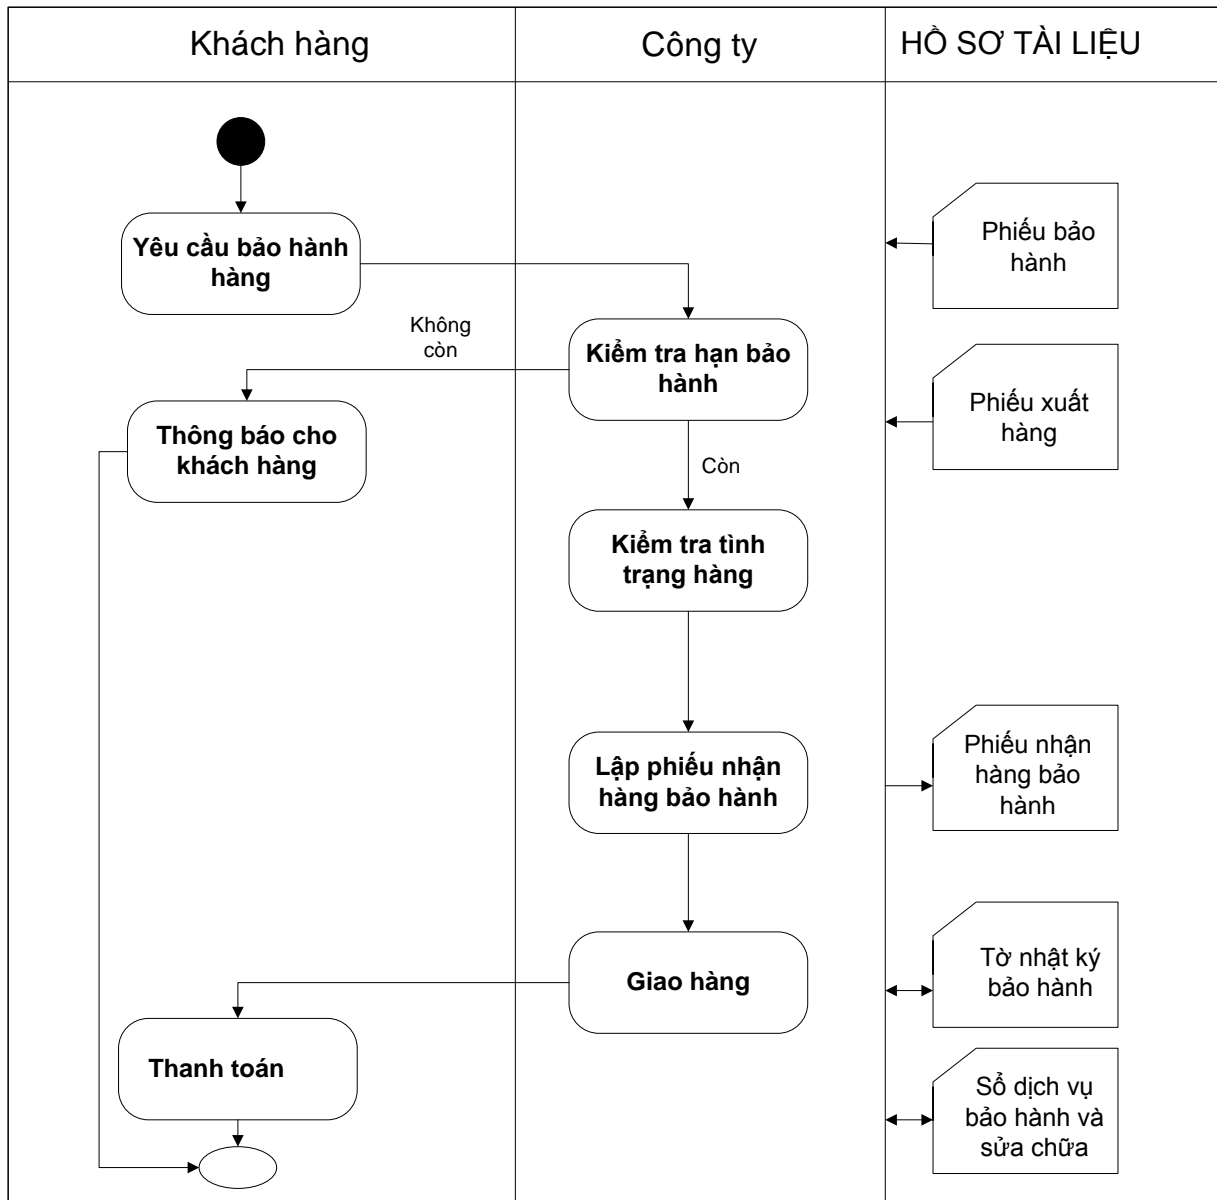 Khách hàng
Công ty
HỒ SƠ TÀI LIỆU
Yêu cầu bảo hành
hàng
Phiếu bảo
hành
Không
còn
Kiểm tra hạn bảo
hành
Phiếu xuất
hàng
Thông báo cho
khách hàng
Còn
Kiểm tra tình
trạng hàng
Lập phiếu nhận
hàng bảo hành
Phiếu nhận
hàng bảo
hành
Giao hàng
Tờ nhật ký
bảo hành
Thanh toán
Sổ dịch vụ
bảo hành và
sửa chữa